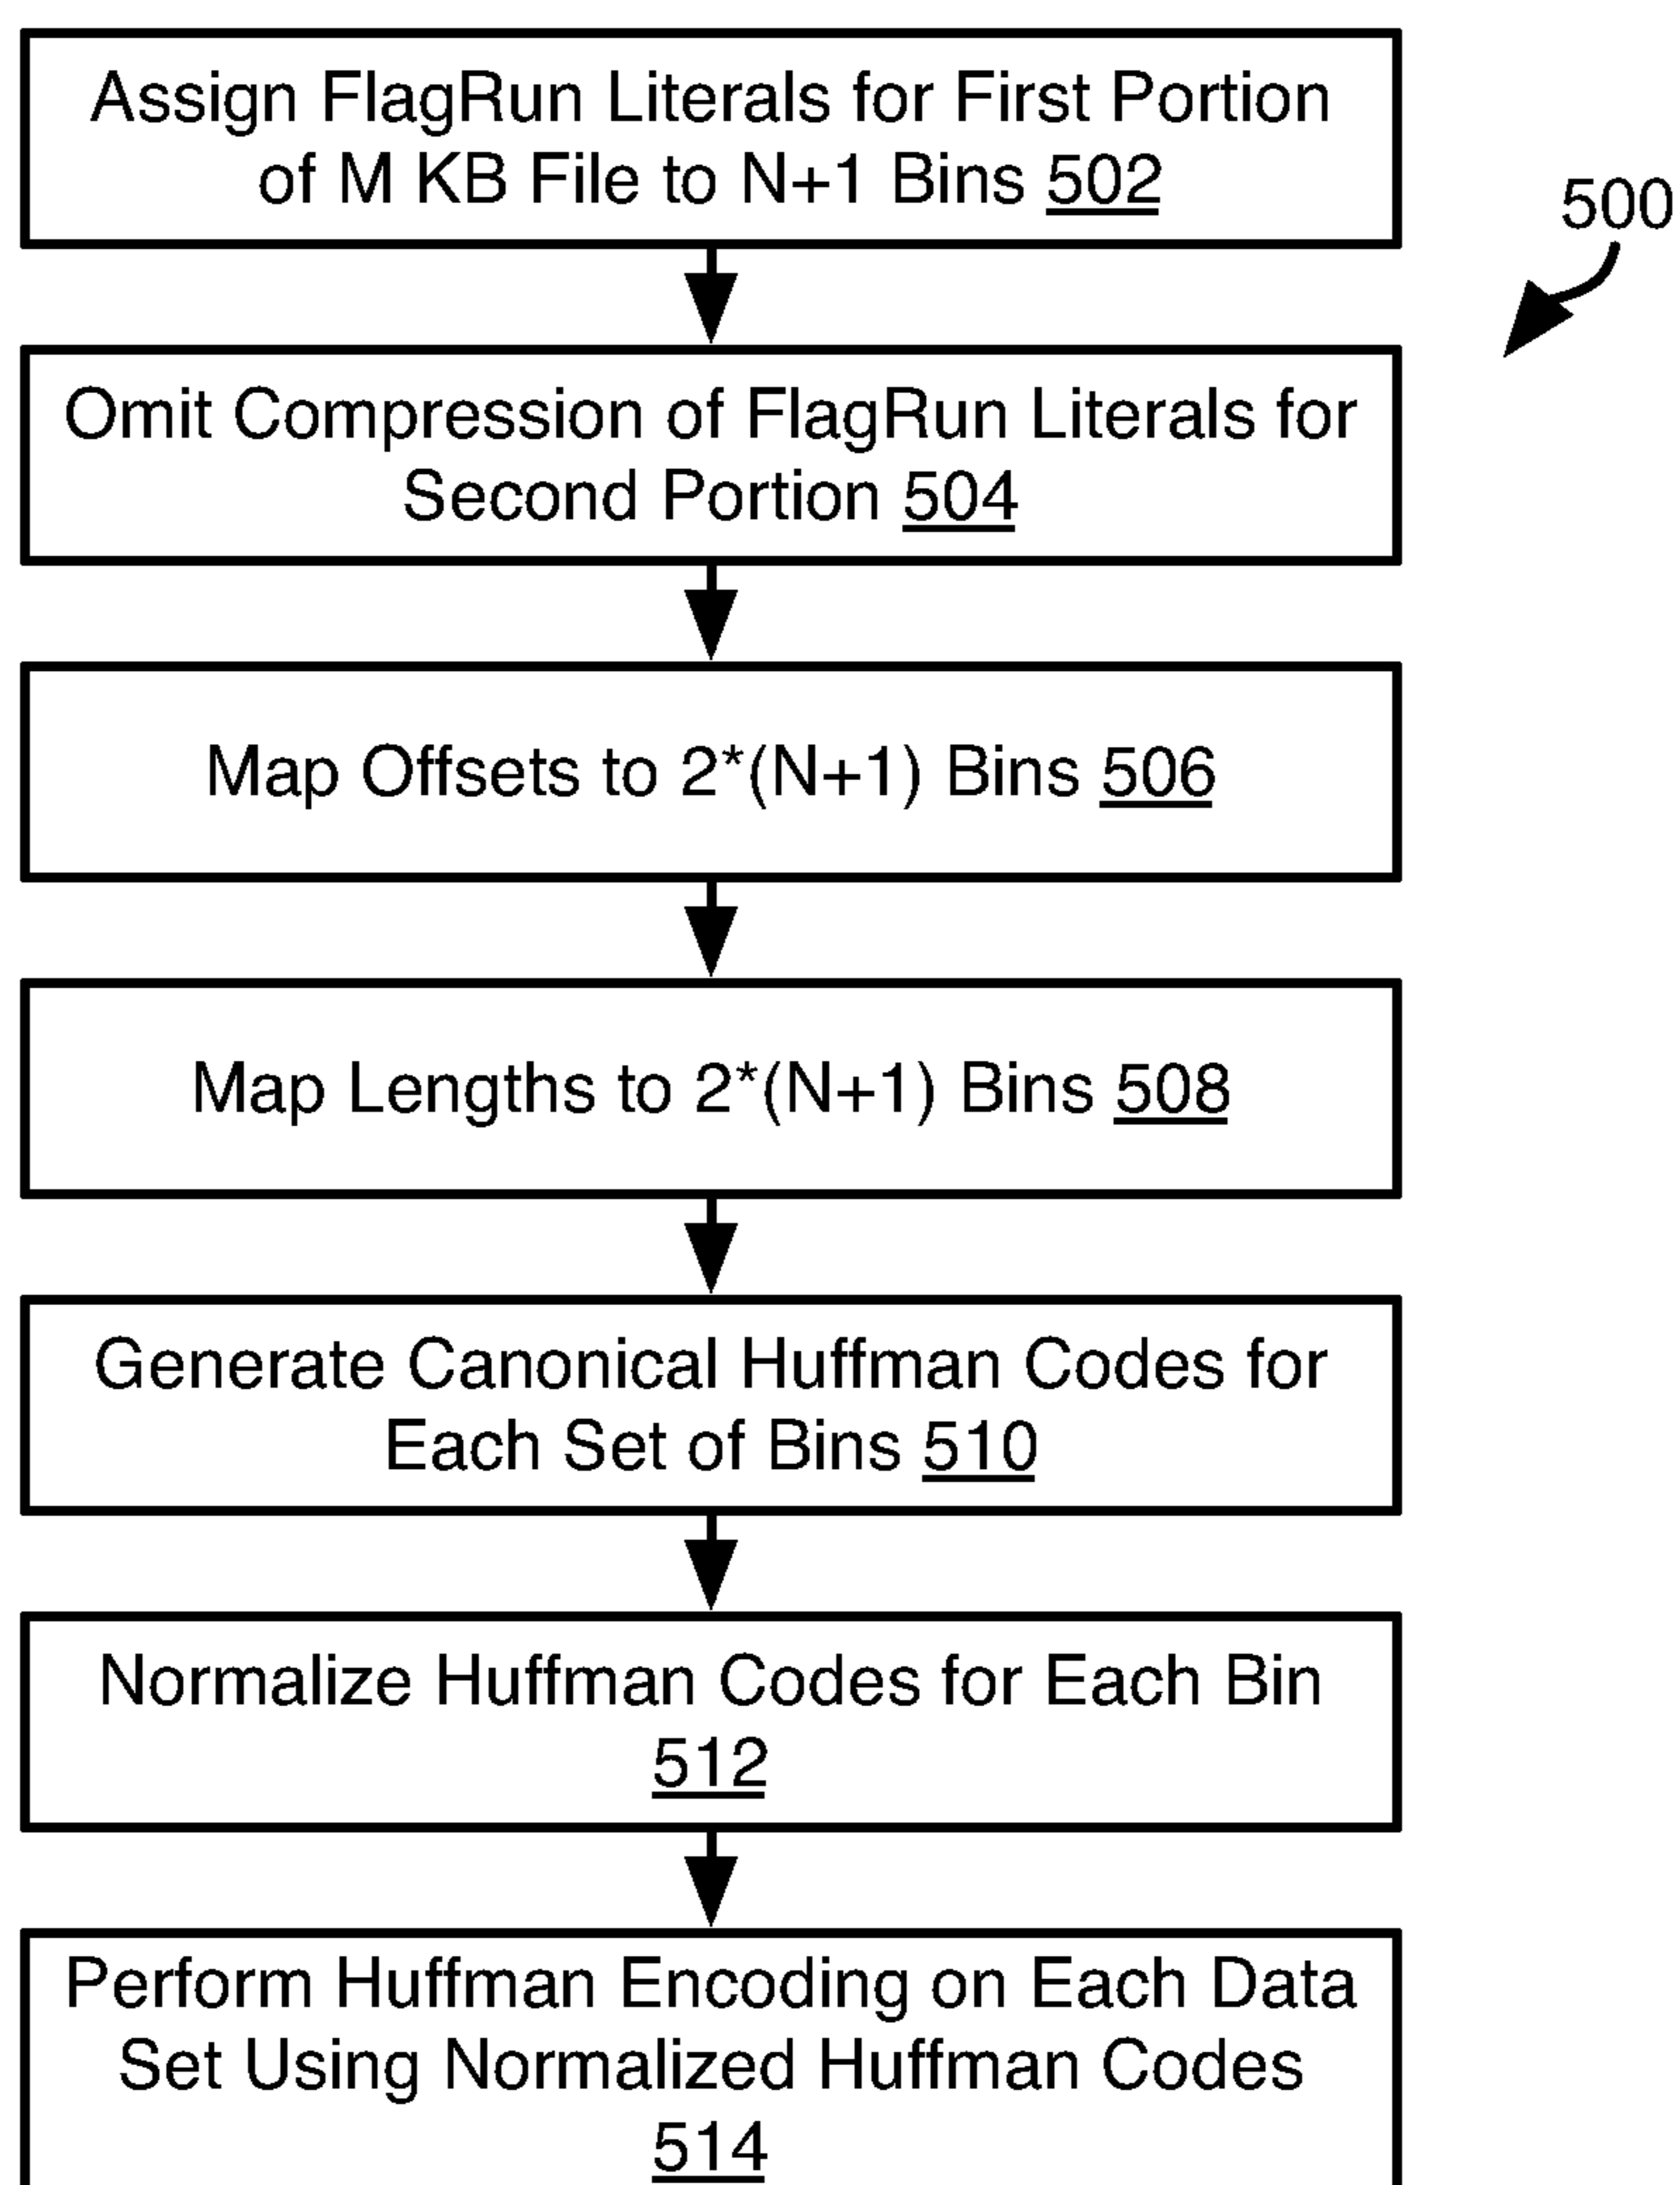 Assign FlagRun Literals for First Portion
of M KB File to N+1 Bins 502
500
Omit Compression of FlagRun Literals for
Second Portion 504
Map Offsets to 2*(N+1) Bins 506
Map Lengths to 2*(N+1) Bins 508
Generate Canonical Huffman Codes for
Each Set of Bins 510
Normalize Huffman Codes for Each Bin
512
Perform Huffman Encoding on Each Data
Set Using Normalized Huffman Codes
514